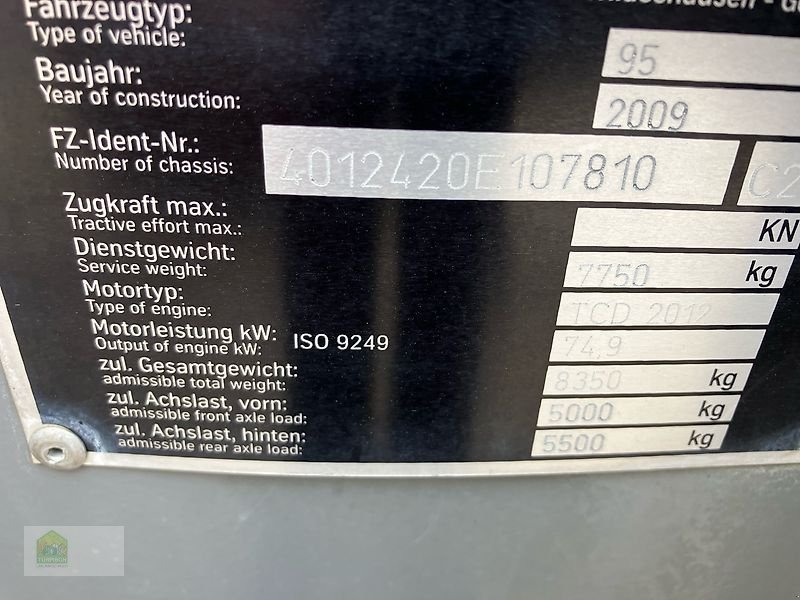 Fahrzeugtyp:
Type of vehicle: 95
Baujahr:
Year of construction: 2009
FZ-Ident-Nr.:
Number of chassis: 4012420E107810 C2
Zugkraft max.:
Tractive effort max.: KN
Dienstgewicht:
Service weight: 7750 kg
Motortyp:
Type of engine: TCD 2012
Motorleistung kW: ISO 9249
Output of engine kW: 74,9
zul. Gesamtgewicht:
admissible total weight: 8350 kg
zul. Achslast, vorn:
admissible front axle load: 5000 kg
zul. Achslast, hinten:
admissible rear axle load: 5500 kg